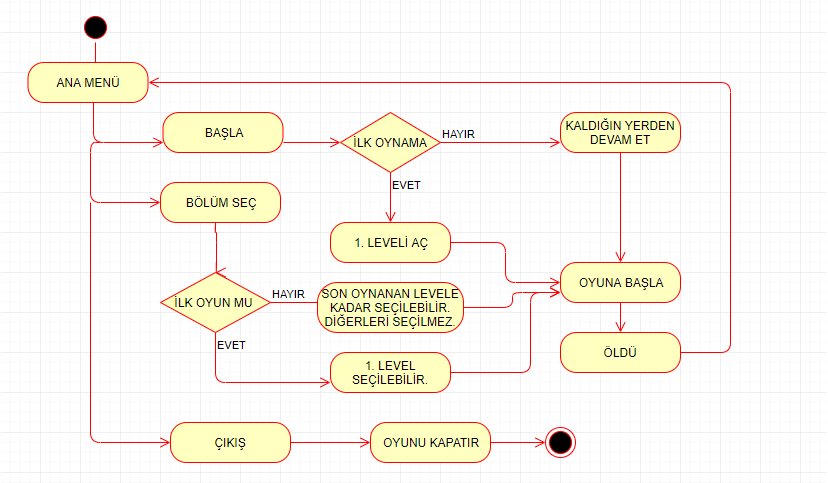 ANA MENÜ
BAŞLA
İLK OYNAMA
HAYIR
KALDIĞIN YERDEN
DEVAM ET
EVET
BÖLÜM SEÇ
1. LEVELİ AÇ
İLK OYUN MU
HAYIR
SON OYNANAN LEVELE
KADAR SEÇİLEBİLİR.
DİĞERLERİ SEÇİLMEZ.
OYUNA BAŞLA
EVET
1. LEVEL
SEÇİLEBİLİR.
ÖLDÜ
ÇIKIŞ
OYUNU KAPATIR